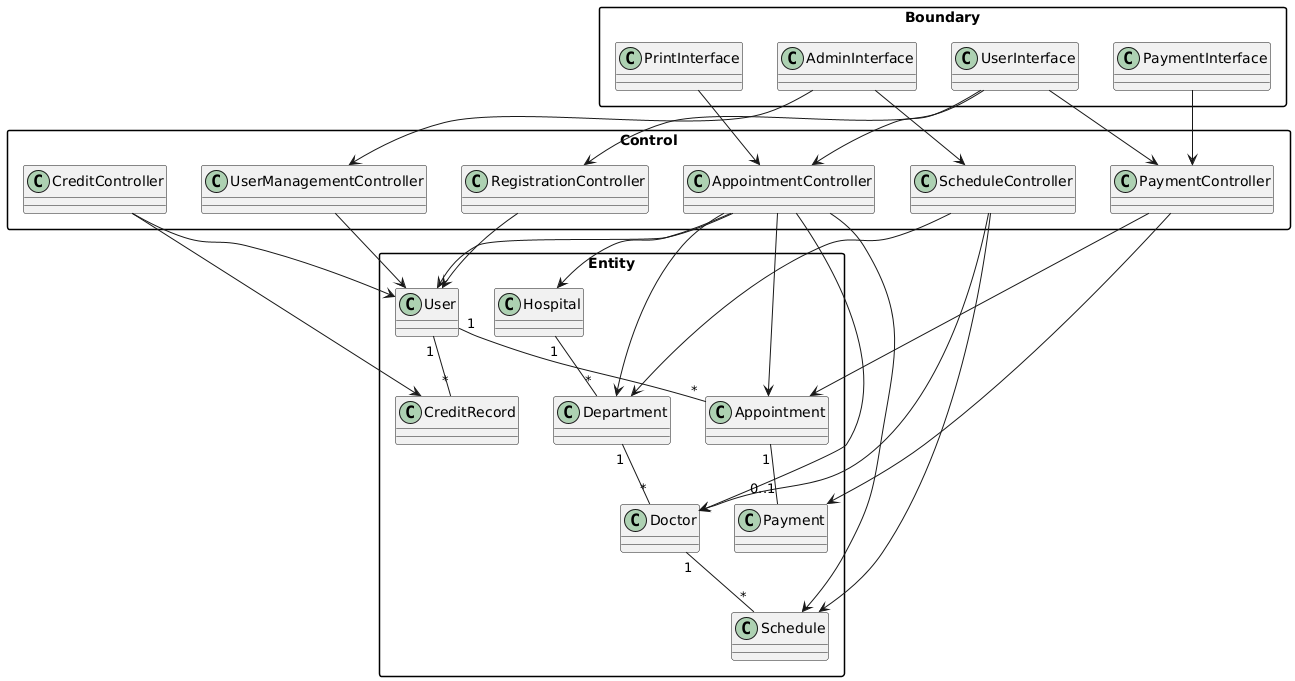 Boundary
C PrintInterface
C AdminInterface
C UserInterface
C PaymentInterface
Control
C CreditController
C UserManagementController
C RegistrationController
C AppointmentController
C ScheduleController
C PaymentController
Entity
C User
C Hospital
1
1
1
*
*
*
C CreditRecord
C Department
C Appointment
1
1
*
0..1
C Doctor
C Payment
1
*
C Schedule